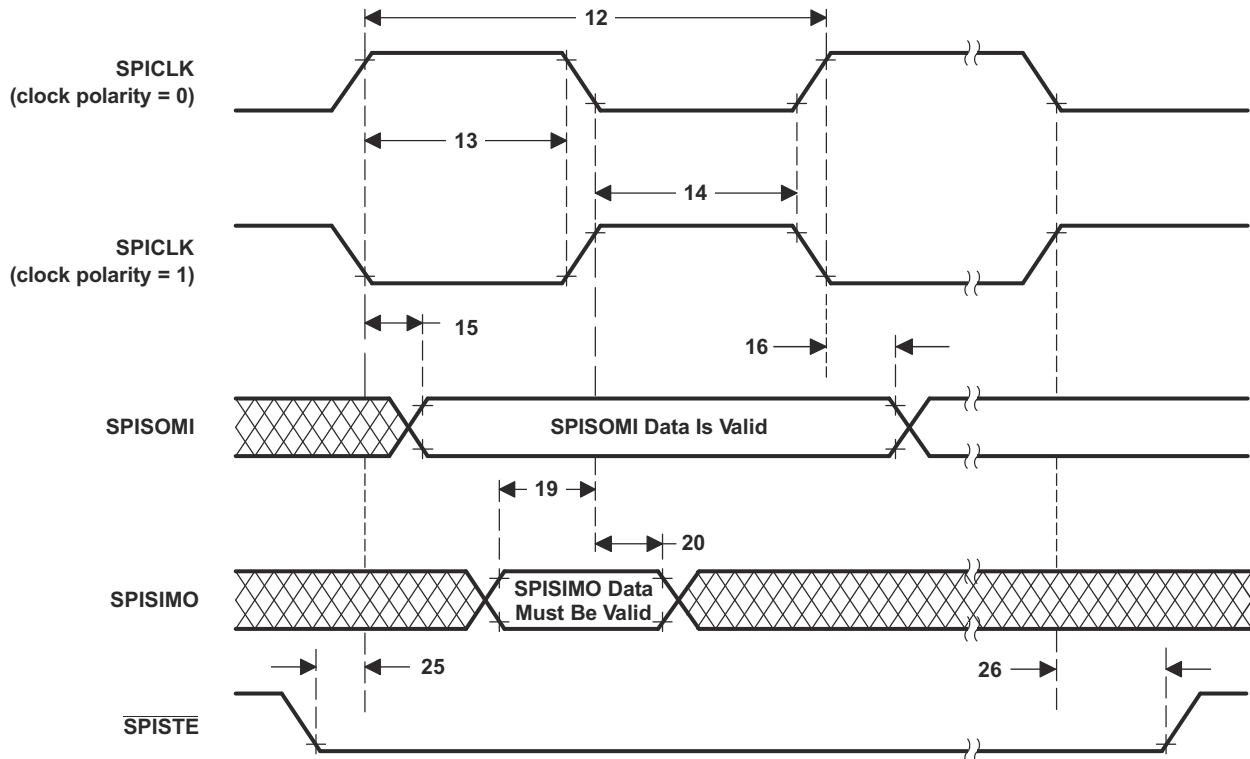 12
SPICLK
(clock polarity = 0)
13
14
SPICLK
(clock polarity = 1)
15
16
SPISOMI
SPISOMI Data Is Valid
19
20
SPISIMO
SPISIMO Data
Must Be Valid
25
26
SPISTE